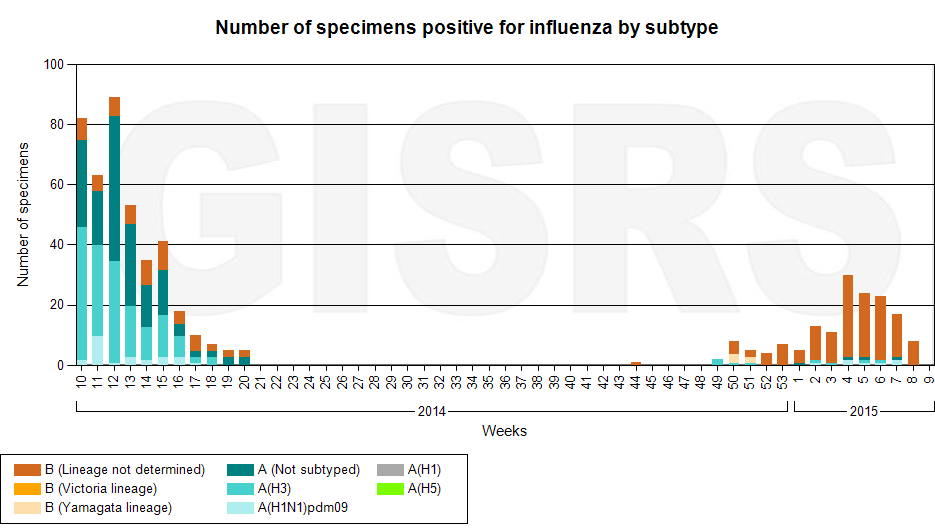 Number of specimens positive for influenza by subtype
GISRS
Number of specimens
100
80
60
40
20
0
10 11 12 13 14 15 16 17 18 19 20 21 22 23 24 25 26 27 28 29 30 31 32 33 34 35 36 37 38 39 40 41 42 43 44 45 46 47 48 49 50 51 52 53 1 2 3 4 5 6 7 8 9
2014 2015
Weeks
B (Lineage not determined) A (Not subtyped) A(H1)
B (Victoria lineage) A(H3) A(H5)
B (Yamagata lineage) A(H1N1)pdm09